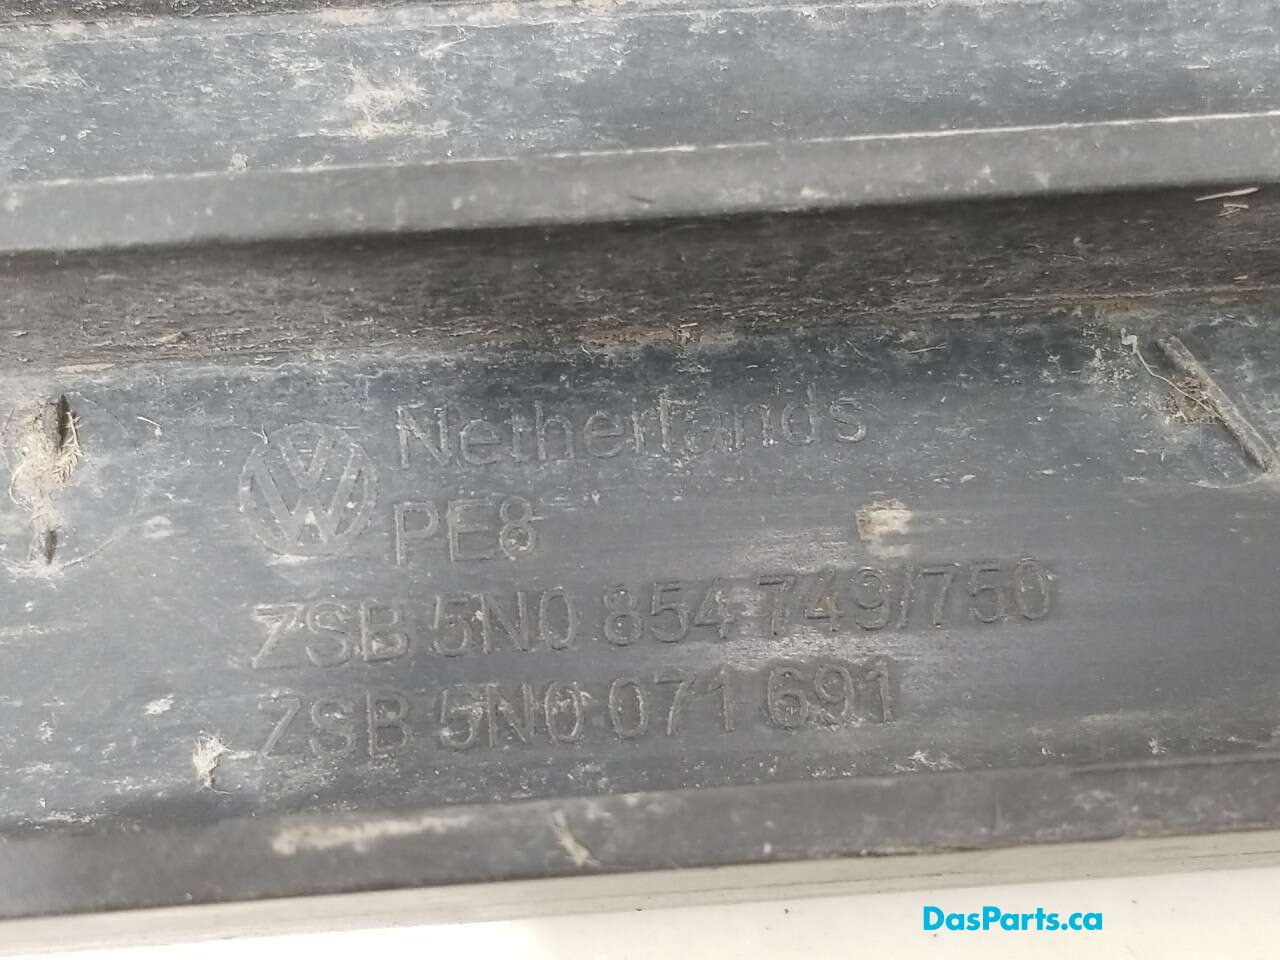 Netherlands
PE8
ZSB 5N0 854 749/750
ZSB 5N0 071 691
DasParts.ca